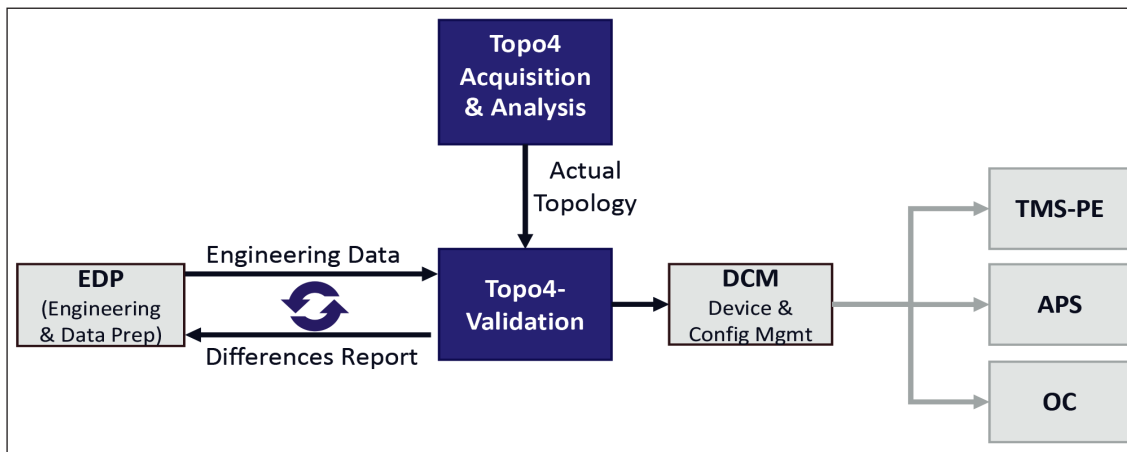 Topo4
Acquisition
& Analysis
Actual
Topology
Engineering Data
EDP
(Engineering
& Data Prep)
Differences Report
Topo4-
Validation
DCM
Device &
Config Mgmt
TMS-PE
APS
OC